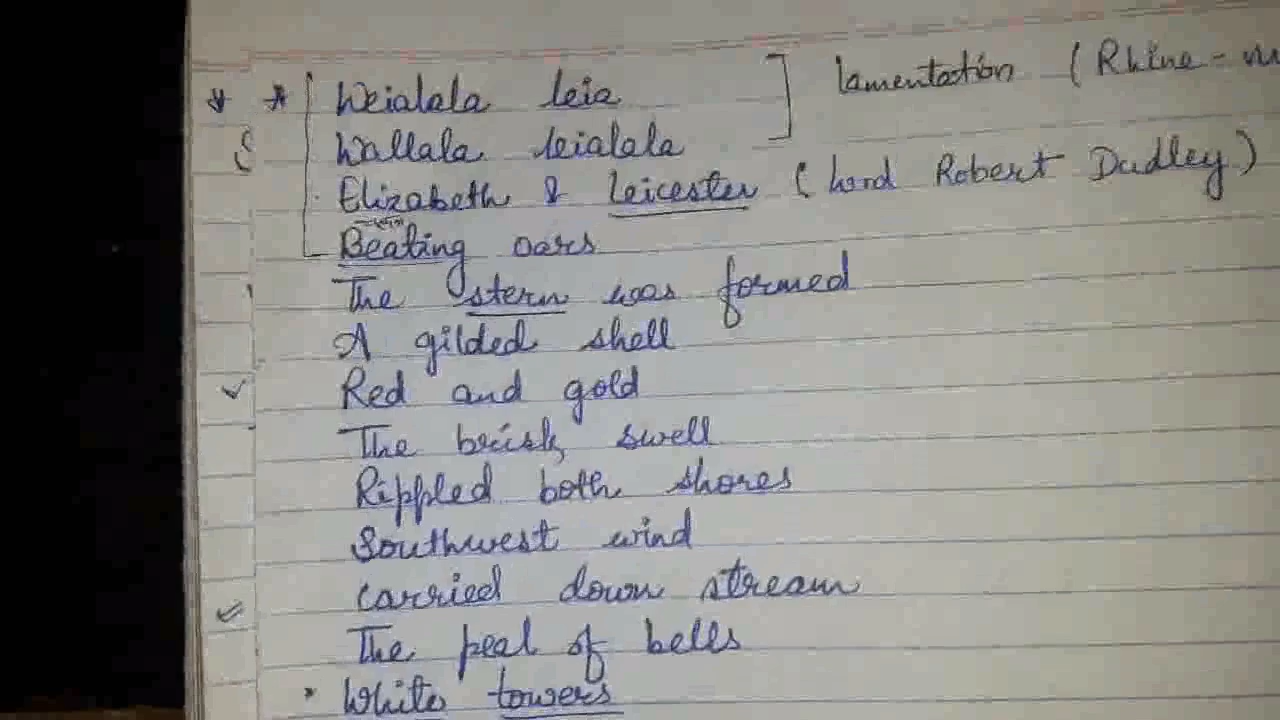 Weialala leia ] lamentation (Rhine-
Wallala leialala
Elizabeth & Leicester (Lord Robert Dudley)
Beating oars
The stern was formed
A gilded shell
Red and gold
The brisk swell
Rippled both shores
Southwest wind
carried down stream
The peal of bells
White towers